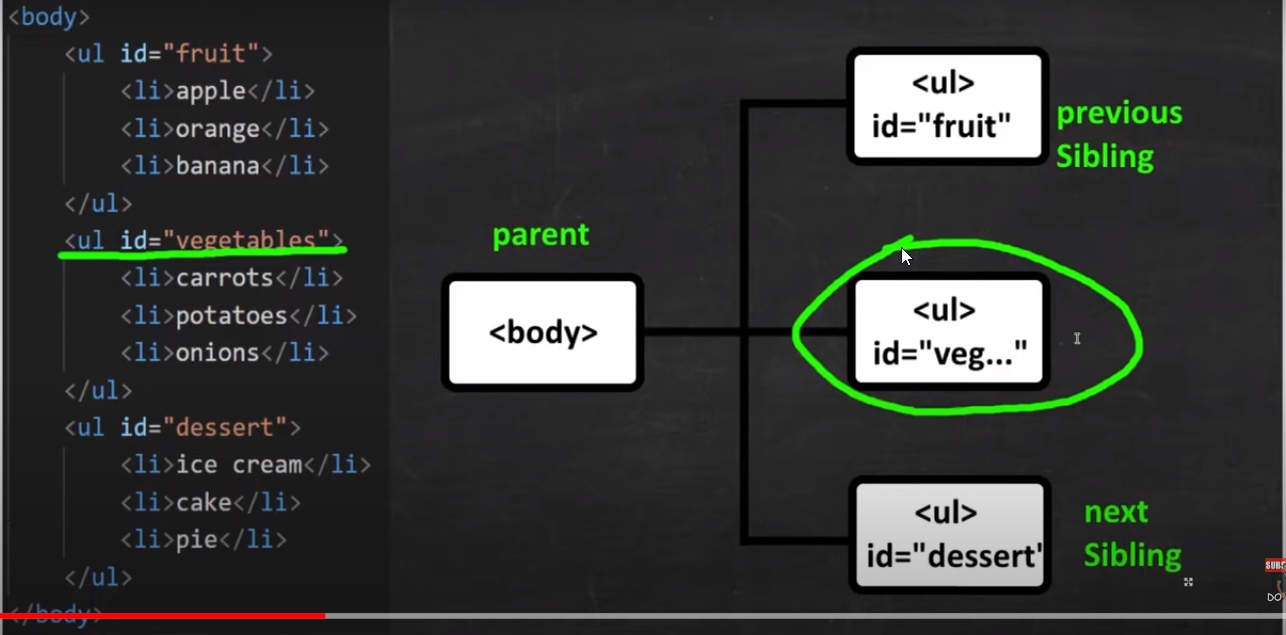 <body>
<ul id="fruit">
<li>apple</li>
<li>orange</li>
<li>banana</li>
</ul>
<ul id="vegetables">
<li>carrots</li>
<li>potatoes</li>
<li>onions</li>
</ul>
<ul id="dessert">
<li>ice cream</li>
<li>cake</li>
<li>pie</li>
</ul>
</body>
parent
<body>
<ul>
id="fruit"
previous
Sibling
<ul>
id="veg..."
<ul>
id="dessert'
next
Sibling